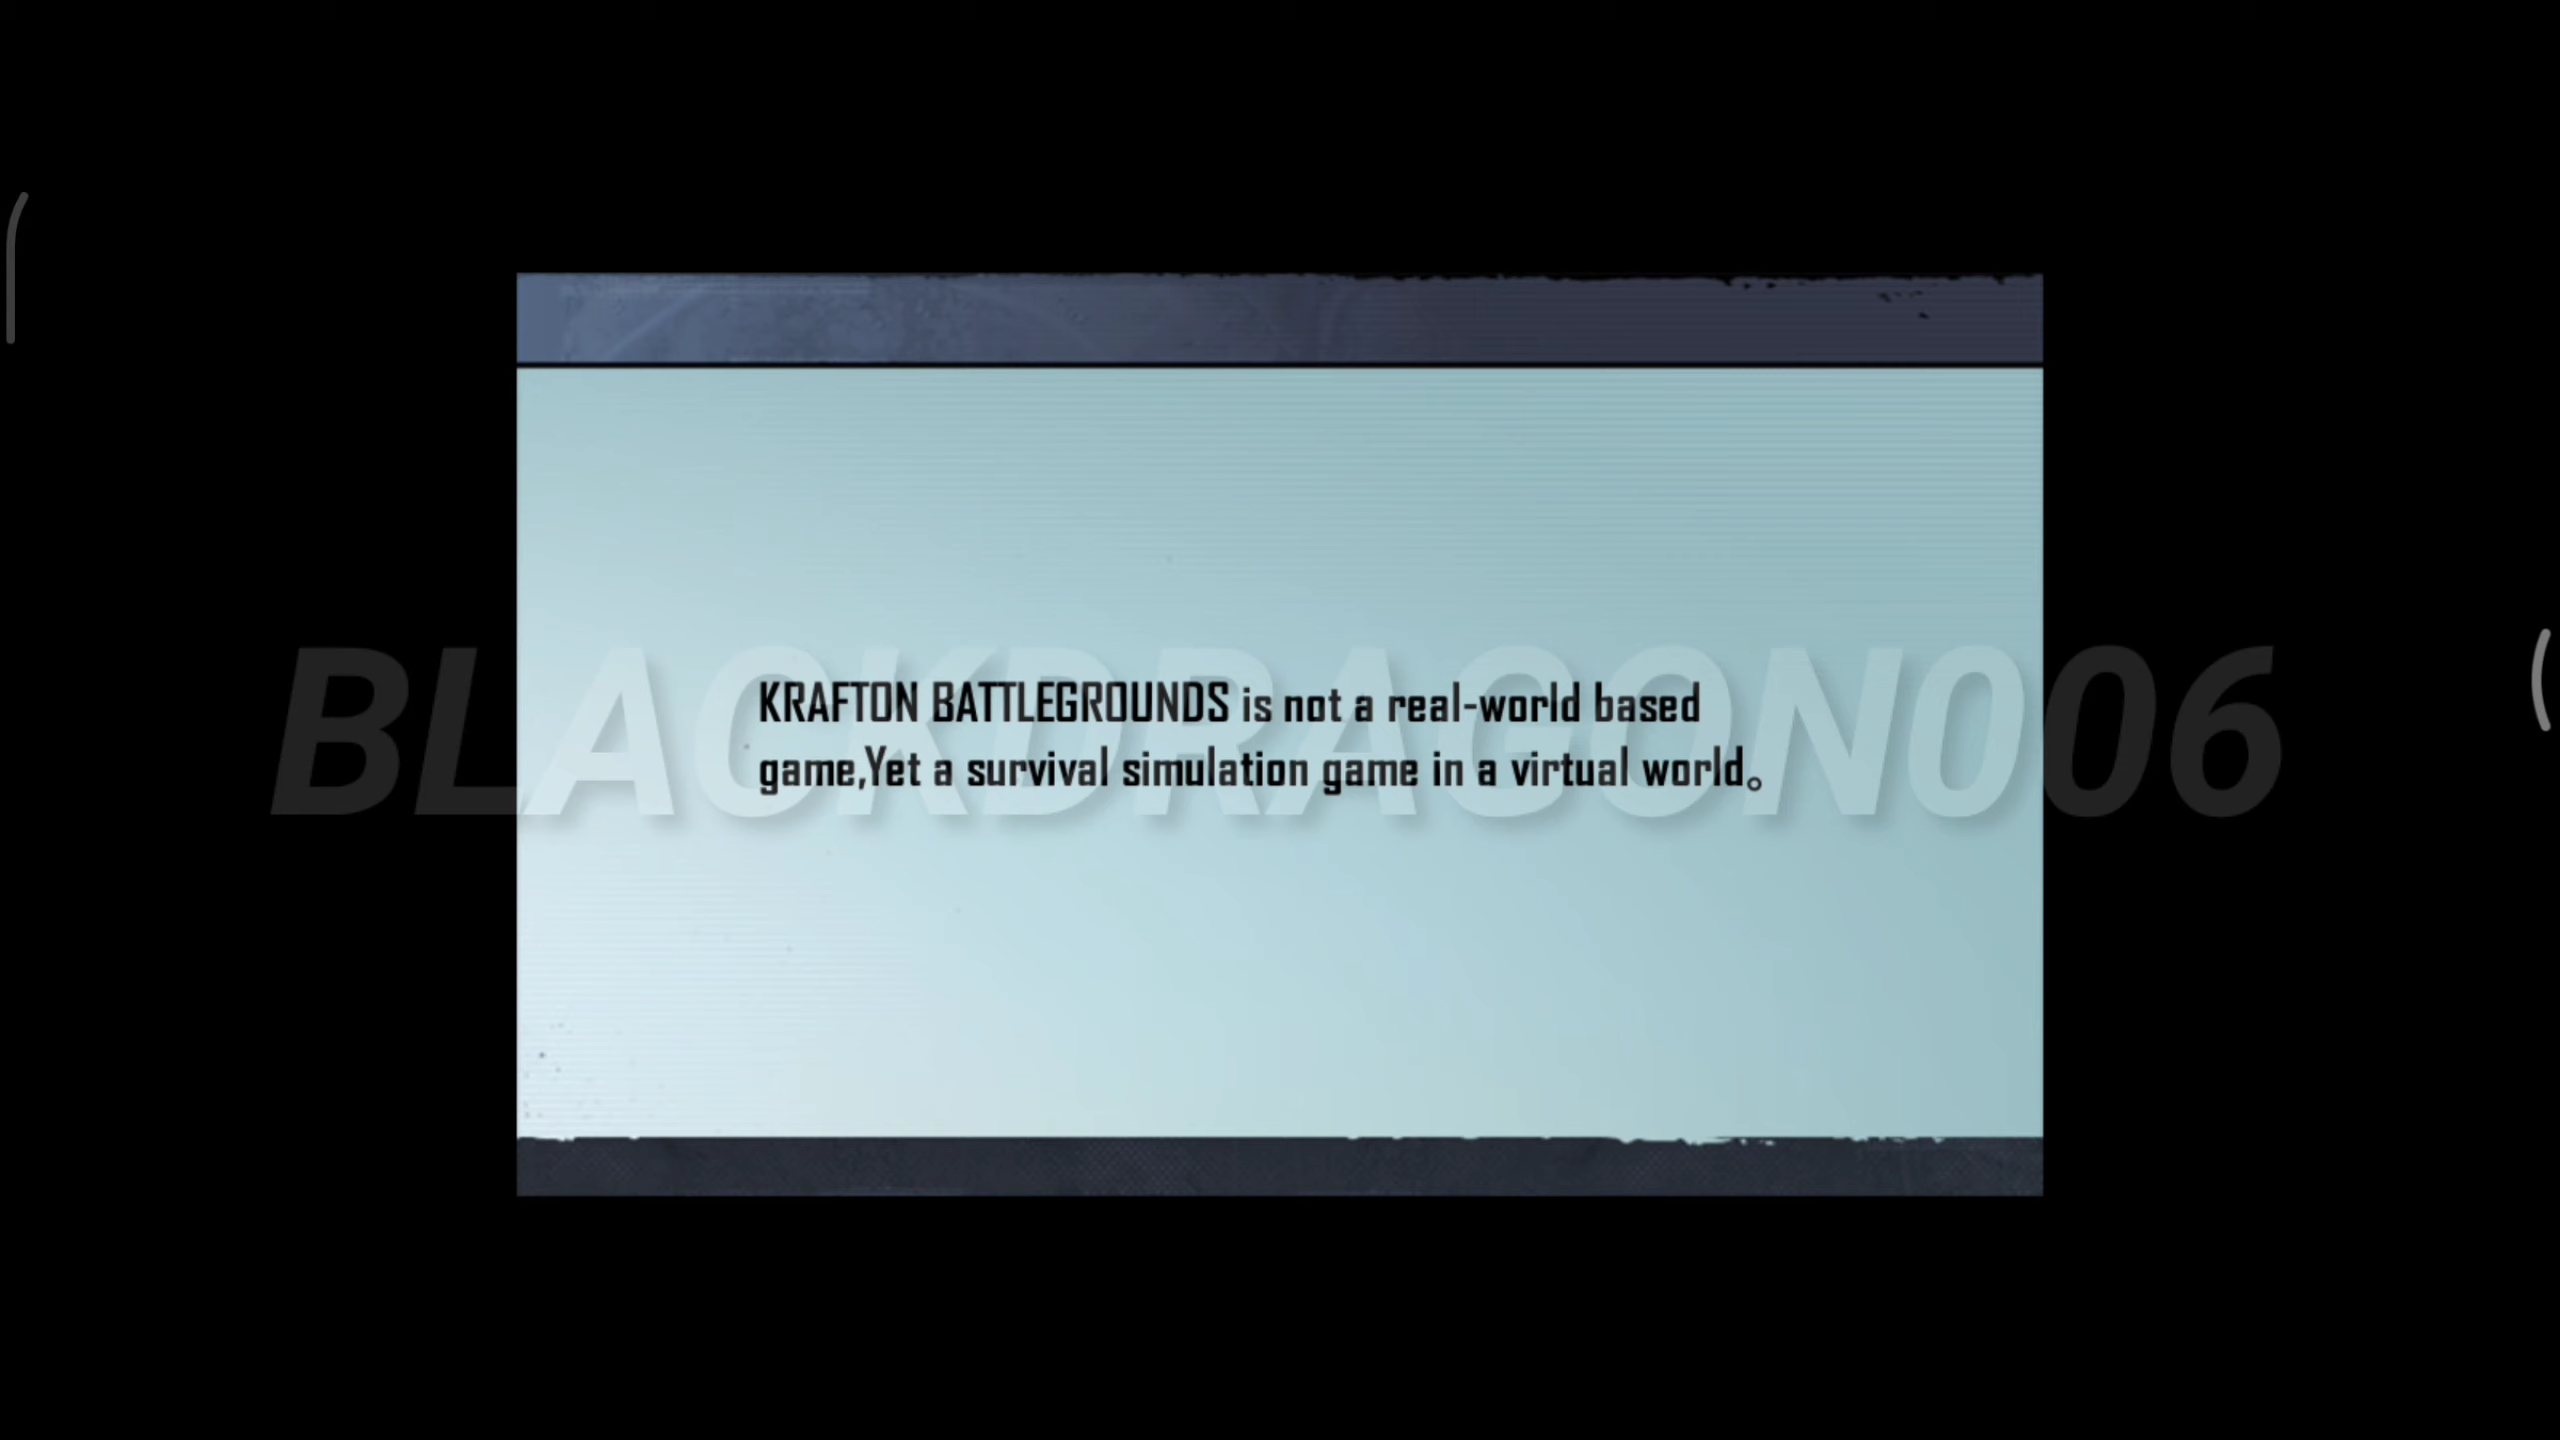 KRAFTON BATTLEGROUNDS is not a real-world based
game,Yet a survival simulation game in a virtual world。
BLACKDRAGON006